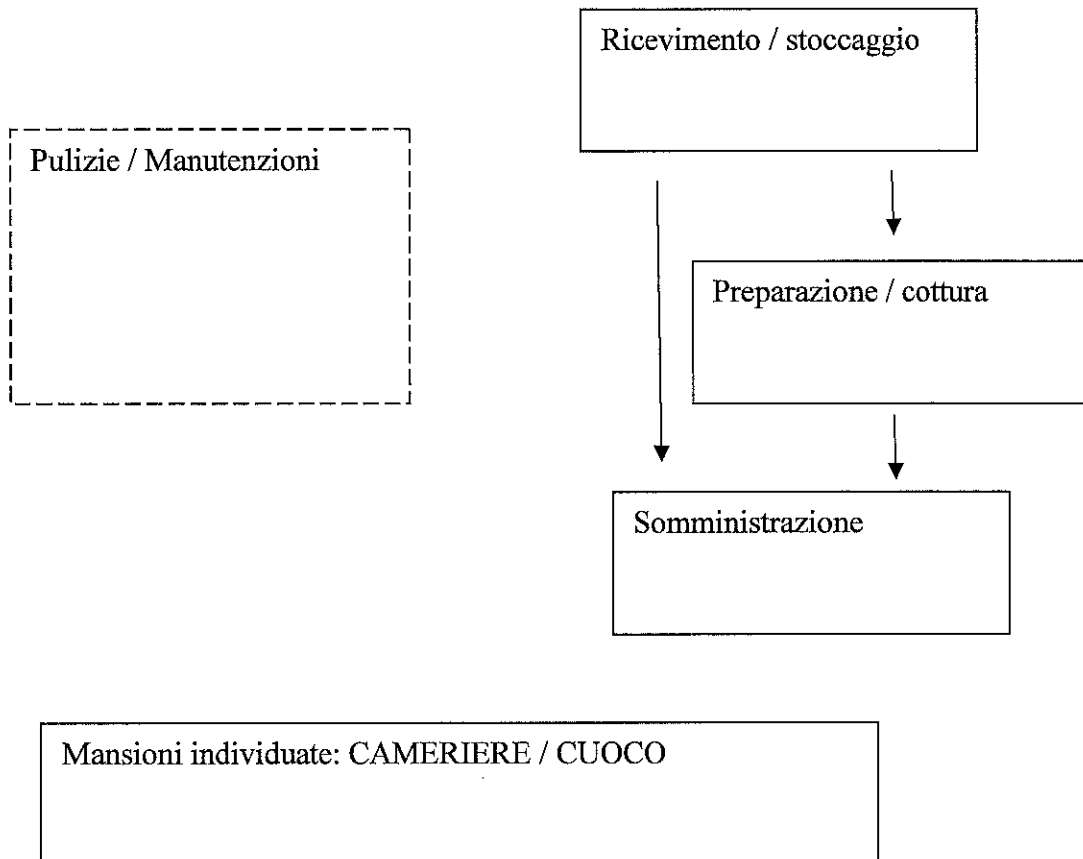 Ricevimento / stoccaggio
Pulizie / Manutenzioni
Preparazione / cottura
Somministrazione
Mansioni individuate: CAMERIERE / CUOCO